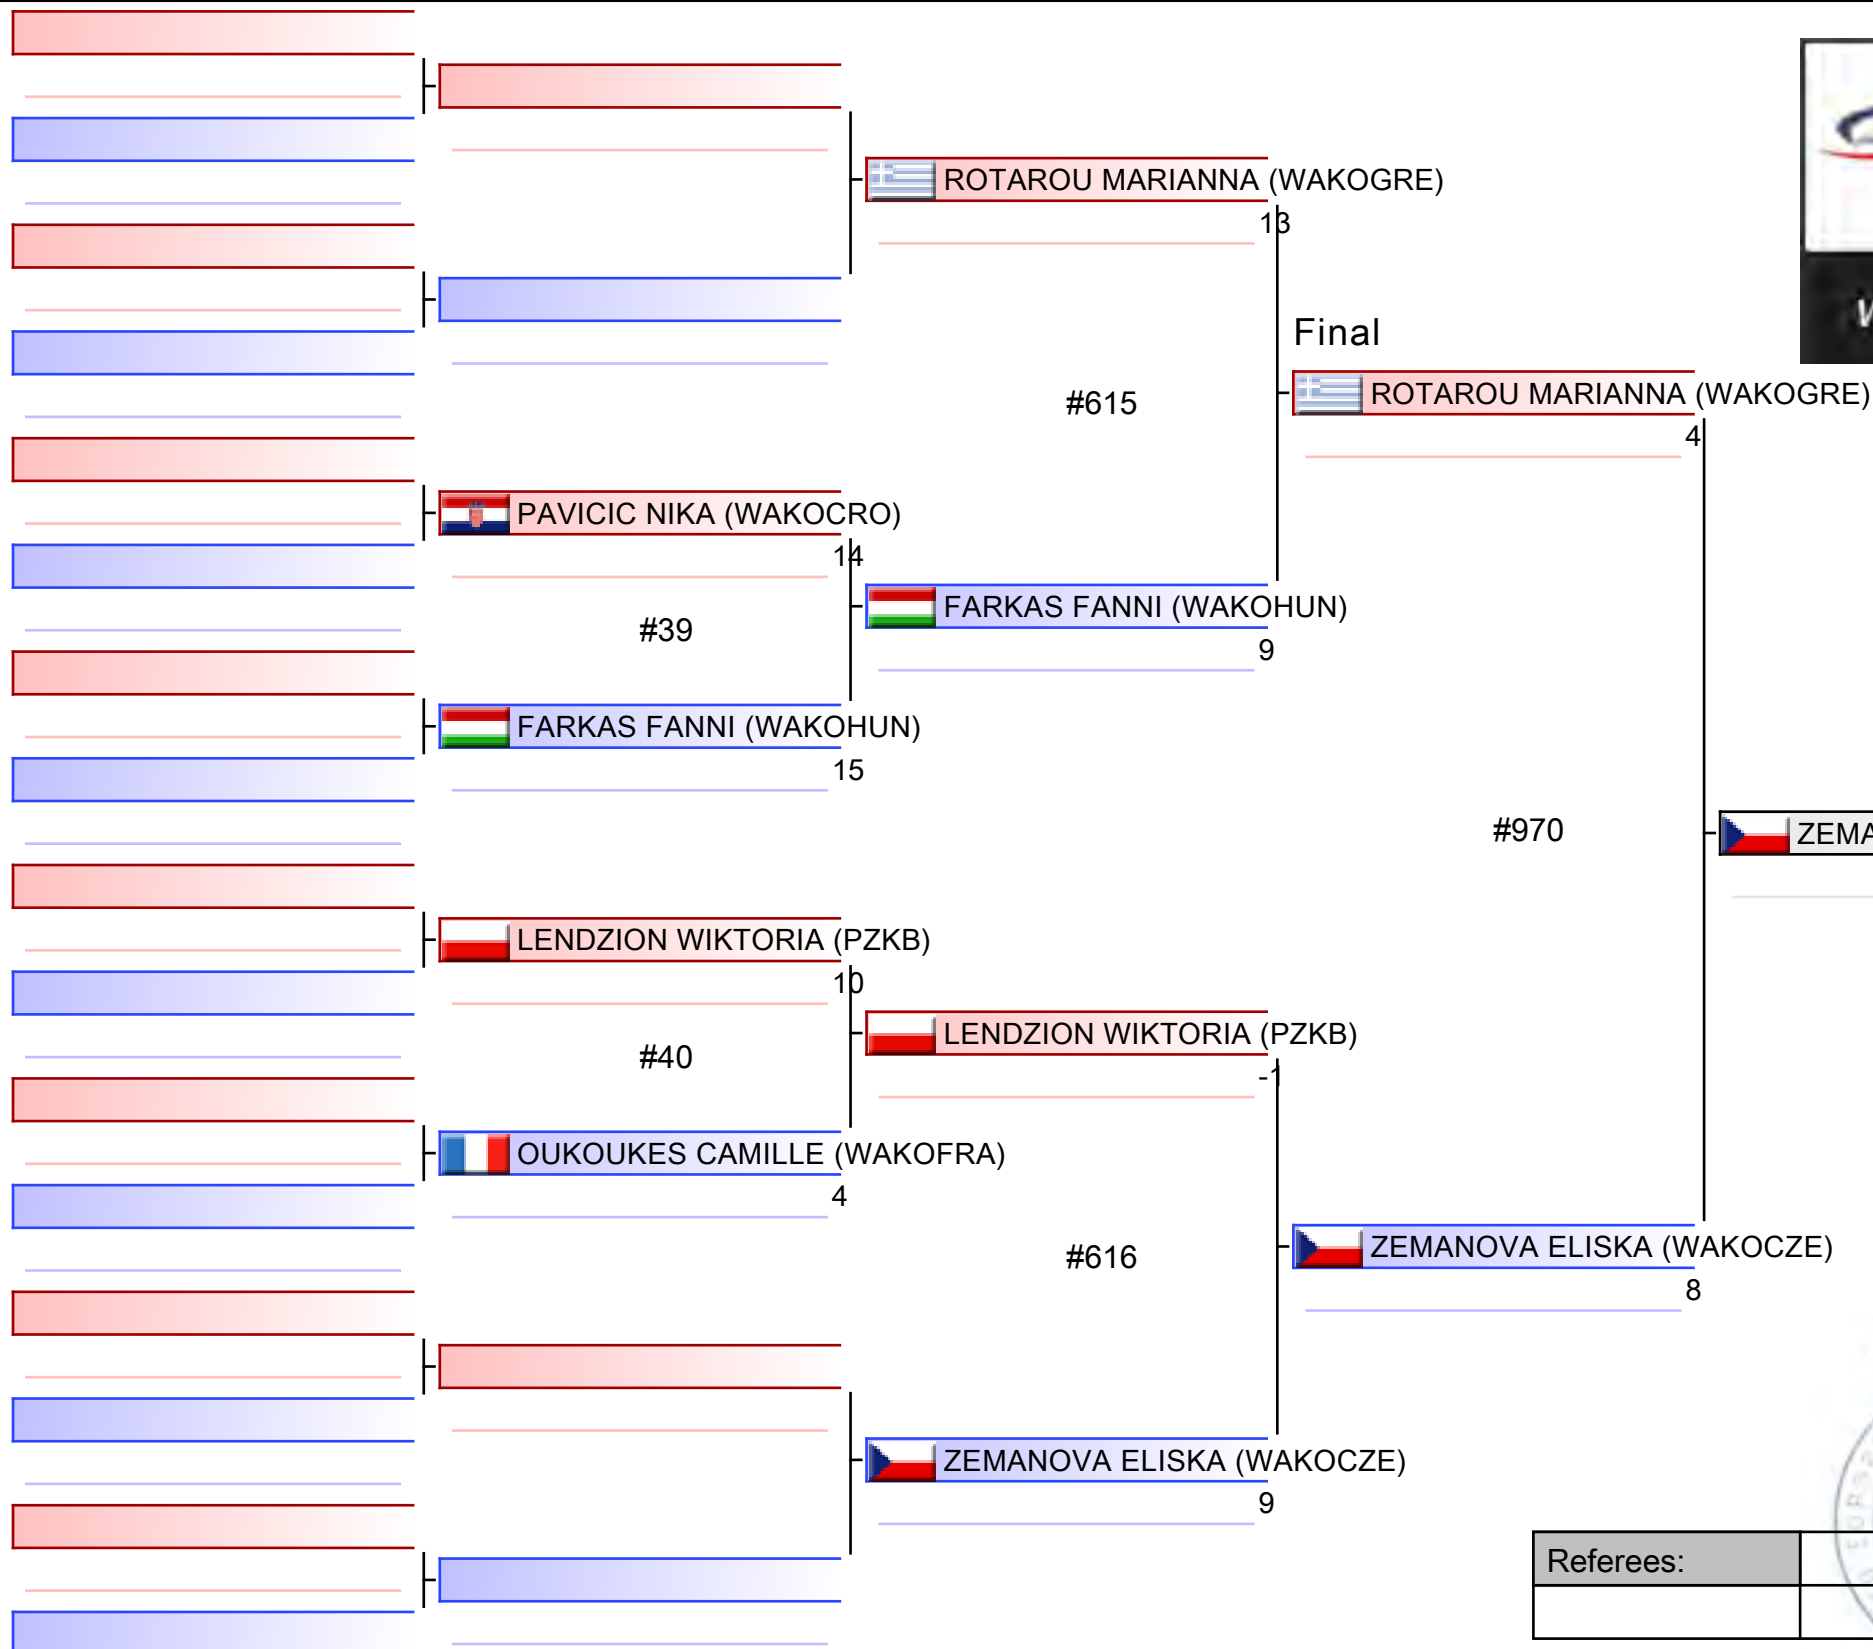 ROTAROU MARIANNA (WAKOGRE)
13
Final
#615
ROTAROU MARIANNA (WAKOGRE)
4
PAVICIC NIKA (WAKOCRO)
14
#39
FARKAS FANNI (WAKOHUN)
9
FARKAS FANNI (WAKOHUN)
15
#970
LENDZION WIKTORIA (PZKB)
10
#40
LENDZION WIKTORIA (PZKB)
-1
OUKOUKES CAMILLE (WAKOFRA)
4
#616
ZEMANOVA ELISKA (WAKOCZE)
8
ZEMANOVA ELISKA (WAKOCZE)
9
Referees: